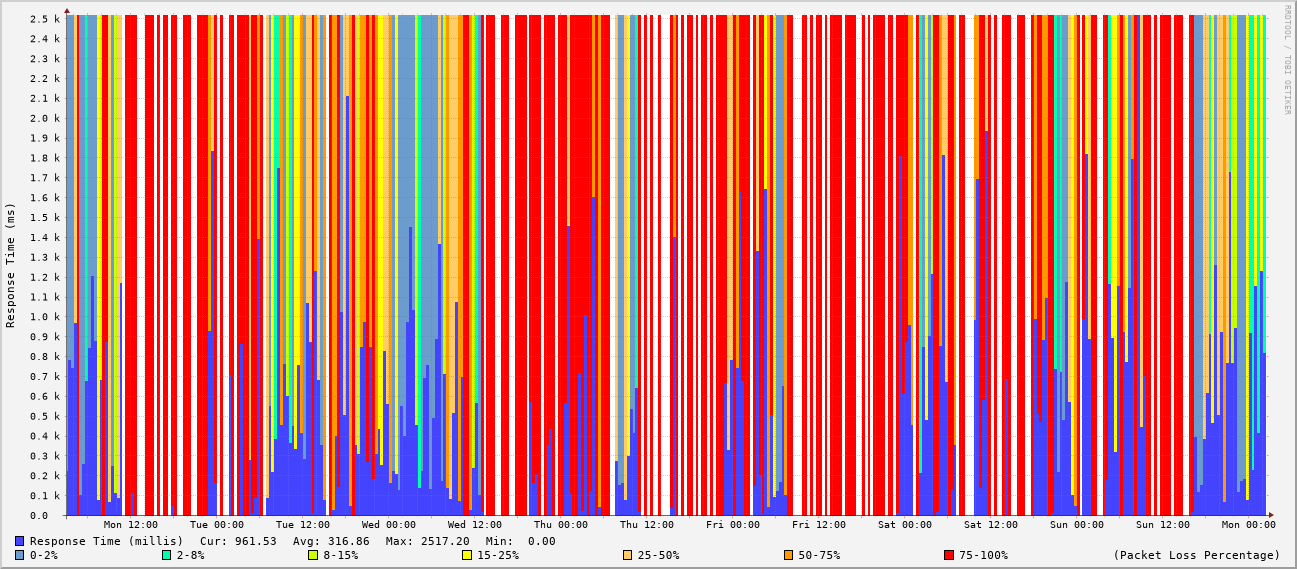 RRDTOOL / TOBI OETIKER
Response Time (ms)
2.5 k
2.4 k
2.3 k
2.2 k
2.1 k
2.0 k
1.9 k
1.8 k
1.7 k
1.6 k
1.5 k
1.4 k
1.3 k
1.2 k
1.1 k
1.0 k
0.9 k
0.8 k
0.7 k
0.6 k
0.5 k
0.4 k
0.3 k
0.2 k
0.1 k
0.0
Mon 12:00 Tue 00:00 Tue 12:00 Wed 00:00 Wed 12:00 Thu 00:00 Thu 12:00 Fri 00:00 Fri 12:00 Sat 00:00 Sat 12:00 Sun 00:00 Sun 12:00 Mon 00:00
Response Time (millis) Cur: 961.53 Avg: 316.86 Max: 2517.20 Min: 0.00
0-2% 2-8% 8-15% 15-25% 25-50% 50-75% 75-100% (Packet Loss Percentage)